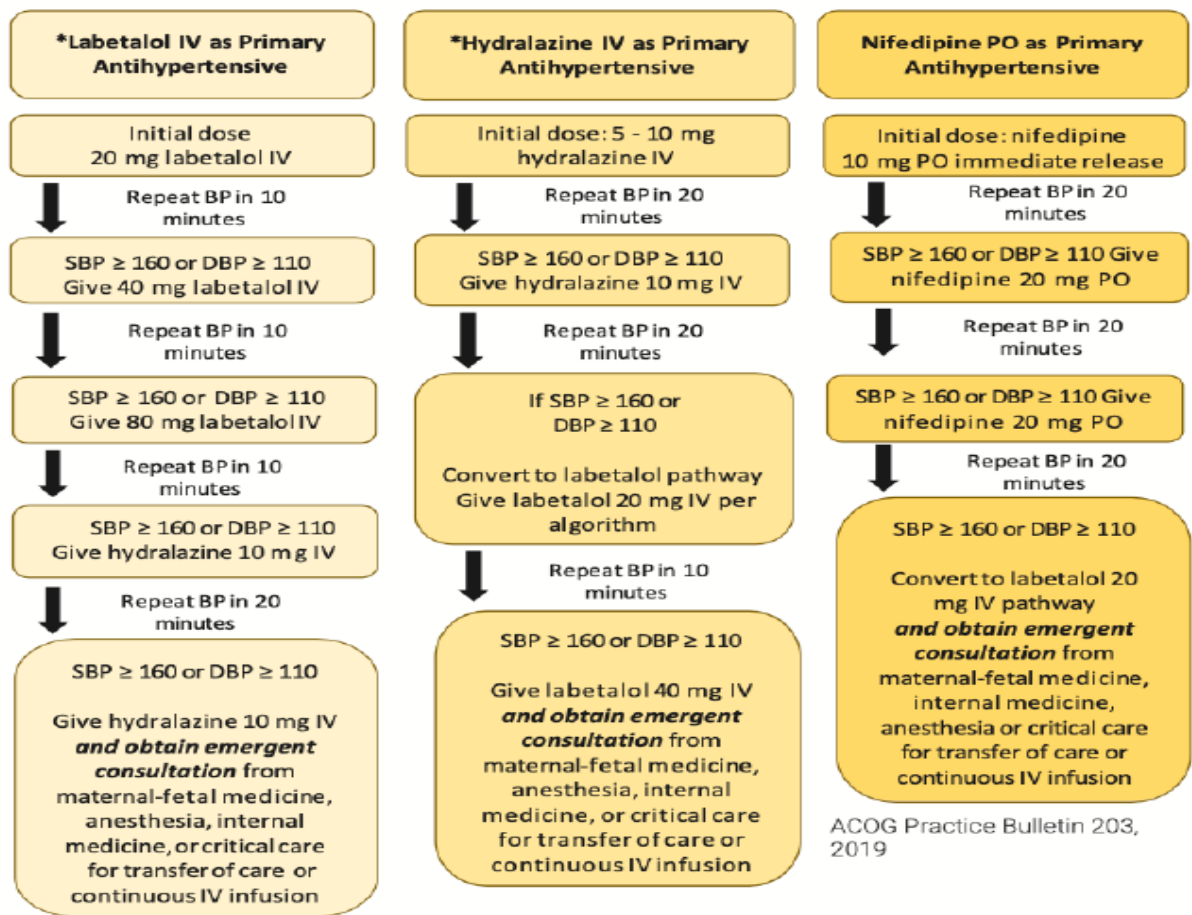 *Labetalol IV as Primary
Antihypertensive
Initial dose
20 mg labetalol IV
Repeat BP in 10
minutes
SBP ≥ 160 or DBP ≥ 110
Give 40 mg labetalol IV
Repeat BP in 10
minutes
SBP ≥ 160 or DBP ≥ 110
Give 80 mg labetalol IV
Repeat BP in 10
minutes
SBP ≥ 160 or DBP ≥ 110
Give hydralazine 10 mg IV
Repeat BP in 20
minutes
SBP ≥ 160 or DBP ≥ 110
Give hydralazine 10 mg IV
and obtain emergent
consultation from
maternal-fetal medicine,
anesthesia, internal
medicine, or critical care
for transfer of care or
continuous IV infusion
*Hydralazine IV as Primary
Antihypertensive
Initial dose: 5 - 10 mg
hydralazine IV
Repeat BP in 20
minutes
SBP ≥ 160 or DBP ≥ 110
Give hydralazine 10 mg IV
Repeat BP in 20
minutes
If SBP ≥ 160 or
DBP ≥ 110
Convert to labetalol pathway
Give labetalol 20 mg IV per
algorithm
Repeat BP in 10
minutes
SBP ≥ 160 or DBP ≥ 110
Give labetalol 40 mg IV
and obtain emergent
consultation from
maternal-fetal medicine,
anesthesia, internal
medicine, or critical care
for transfer of care or
continuous IV infusion
Nifedipine PO as Primary
Antihypertensive
Initial dose: nifedipine
10 mg PO immediate release
Repeat BP in 20
minutes
SBP ≥ 160 or DBP ≥ 110 Give
nifedipine 20 mg PO
Repeat BP in 20
minutes
SBP ≥ 160 or DBP ≥ 110 Give
nifedipine 20 mg PO
Repeat BP in 20
minutes
SBP ≥ 160 or DBP ≥ 110
Convert to labetalol 20
mg IV pathway
and obtain emergent
consultation from
maternal-fetal medicine,
internal medicine,
anesthesia or critical care
for transfer of care or
continuous IV infusion
ACOG Practice Bulletin 203,
2019